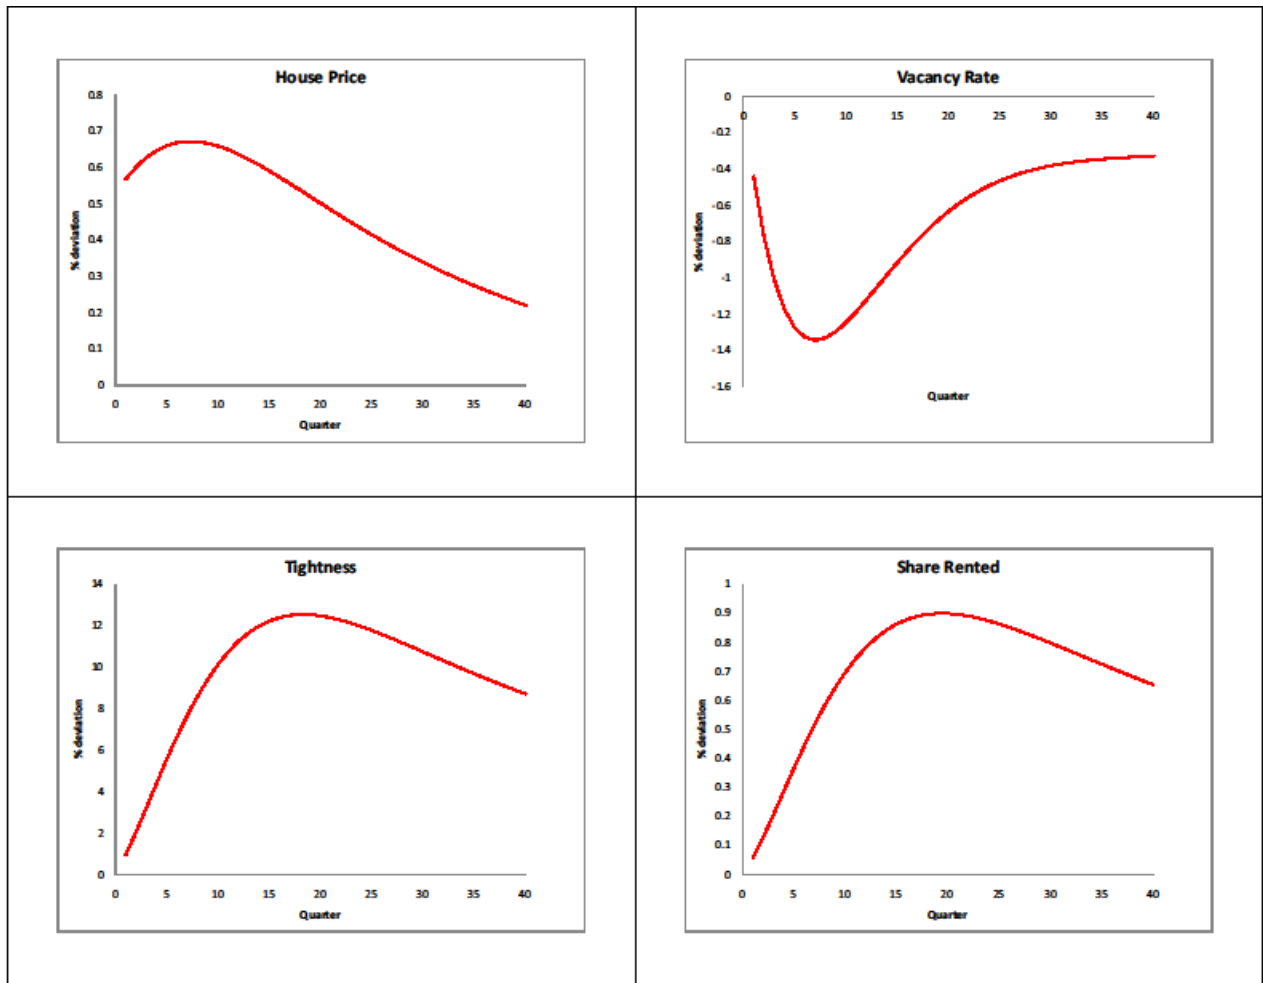 House Price
0.8
0.7
0.6
0.5
0.4
0.3
0.2
0.1
0
% deviation
0 5 10 15 20 25 30 35 40
Quarter
Vacancy Rate
0
0 5 10 15 20 25 30 35 40
-0.2
-0.4
-0.6
-0.8
-1
-1.2
-1.4
-1.6
% deviation
Quarter
Tightness
14
12
10
8
6
4
2
0
% deviation
0 5 10 15 20 25 30 35 40
Quarter
Share Rented
1
0.9
0.8
0.7
0.6
0.5
0.4
0.3
0.2
0.1
0
% deviation
0 5 10 15 20 25 30 35 40
Quarter